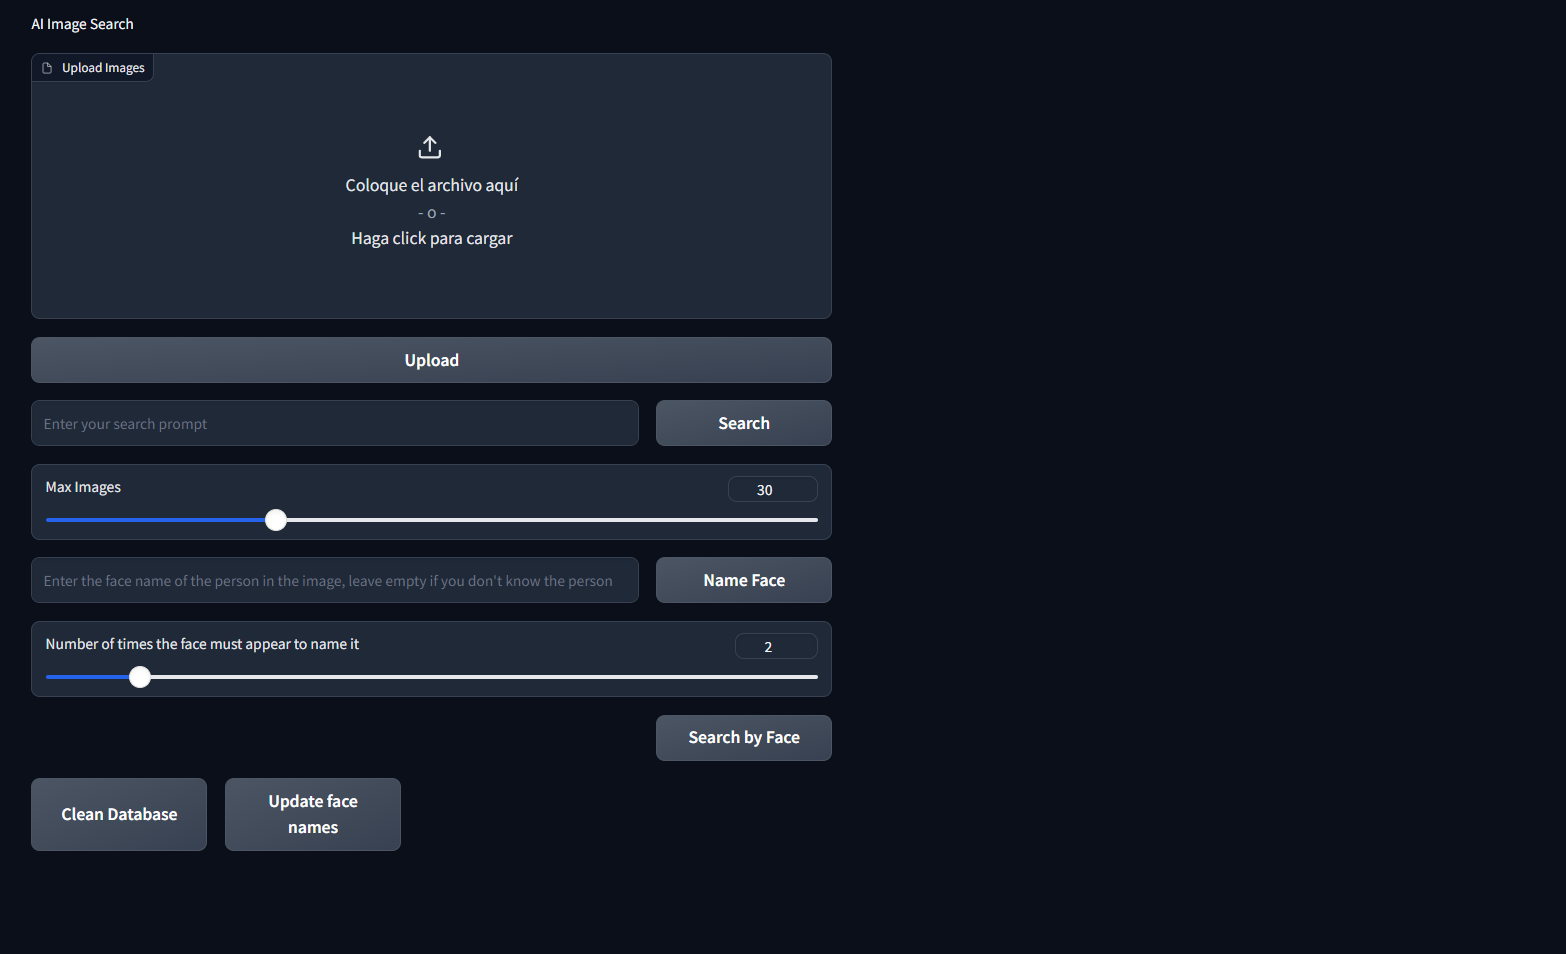 AI Image Search
Upload Images
Coloque el archivo aquí
- o -
Haga click para cargar
Upload
Enter your search prompt
Search
Max Images
30
Enter the face name of the person in the image, leave empty if you don't know the person
Name Face
Number of times the face must appear to name it
2
Search by Face
Clean Database
Update face
names